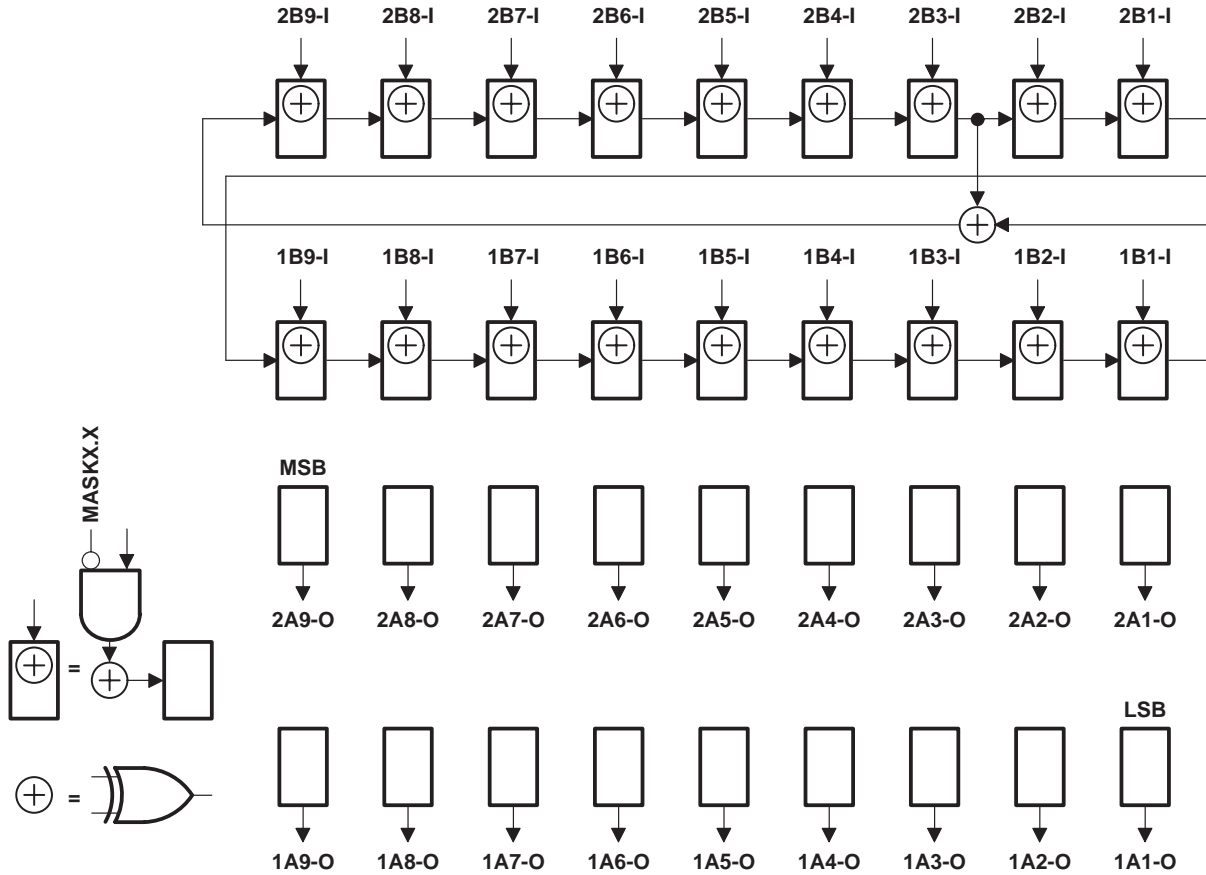 2B9-I 2B8-I 2B7-I 2B6-I 2B5-I 2B4-I 2B3-I 2B2-I 2B1-I
1B9-I 1B8-I 1B7-I 1B6-I 1B5-I 1B4-I 1B3-I 1B2-I 1B1-I
MASKX.X
MSB
2A9-O 2A8-O 2A7-O 2A6-O 2A5-O 2A4-O 2A3-O 2A2-O 2A1-O
=
LSB
=
1A9-O 1A8-O 1A7-O 1A6-O 1A5-O 1A4-O 1A3-O 1A2-O 1A1-O